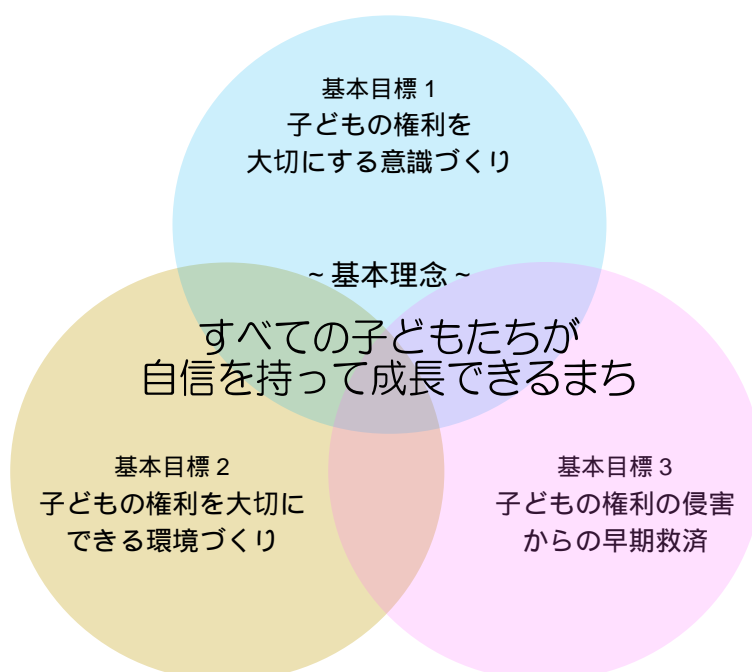 基本目標 1
子どもの権利を
大切にする意識づくり
~ 基本理念 ~
すべての子どもたちが
自信を持って成長できるまち
基本目標 2
子どもの権利を大切に
できる環境づくり
基本目標 3
子どもの権利の侵害
からの早期救済